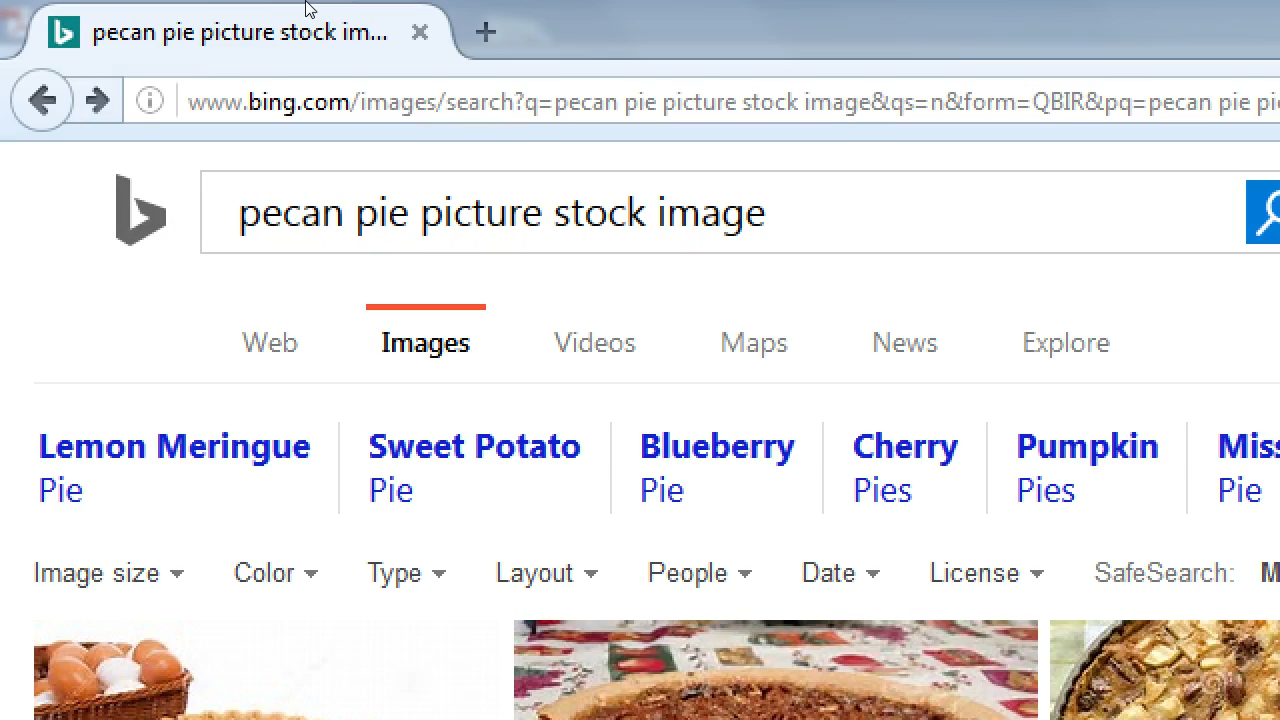 pecan pie picture stock im...
www.bing.com/images/search?q=pecan pie picture stock image&qs=n&form=QBIR&pq=pecan pie pi
pecan pie picture stock image
Web Images Videos Maps News Explore
Lemon Meringue Pie
Sweet Potato Pie
Blueberry Pie
Cherry Pies
Pumpkin Pies
Miss Pie
Image size Color Type Layout People Date License SafeSearch: M